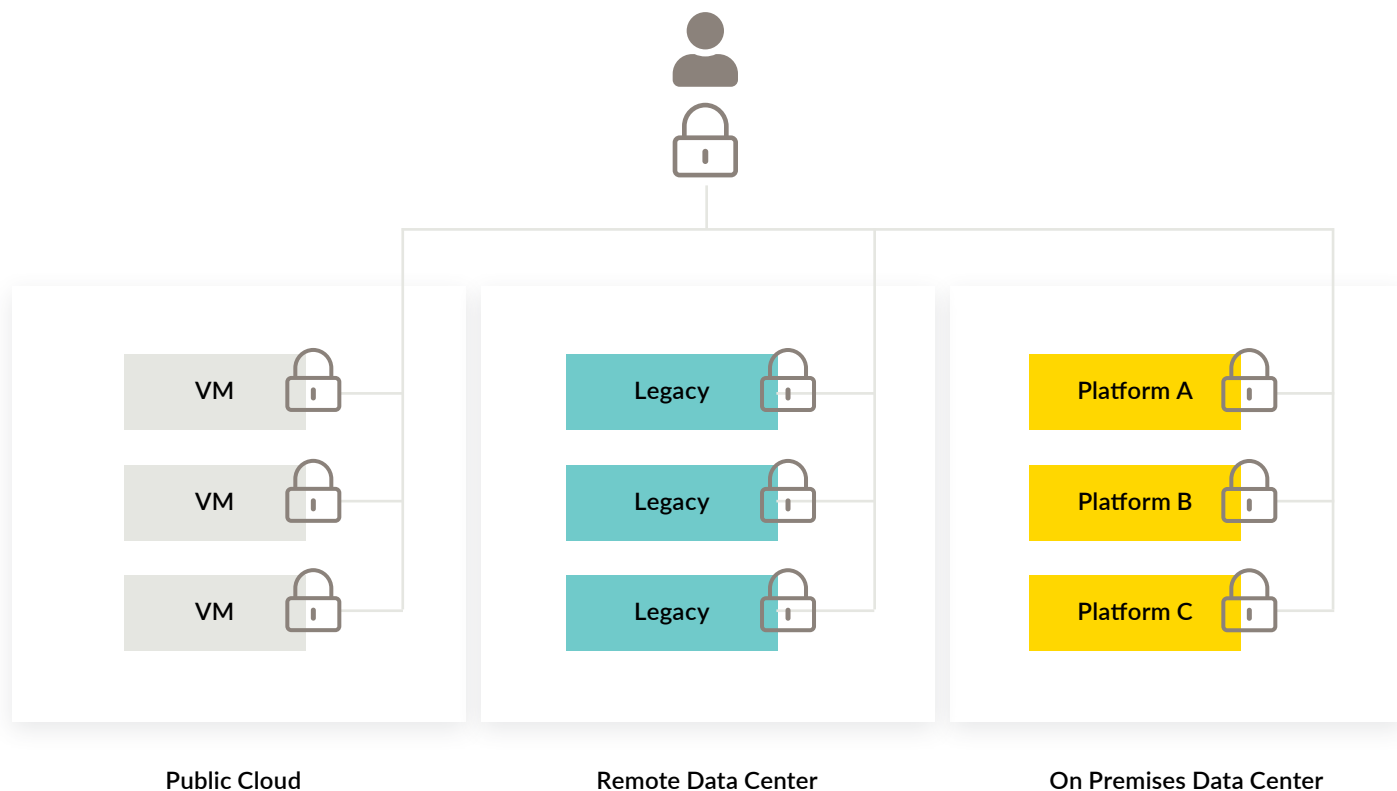 VM
VM
VM
Public Cloud
Legacy
Legacy
Legacy
Remote Data Center
Platform A
Platform B
Platform C
On Premises Data Center